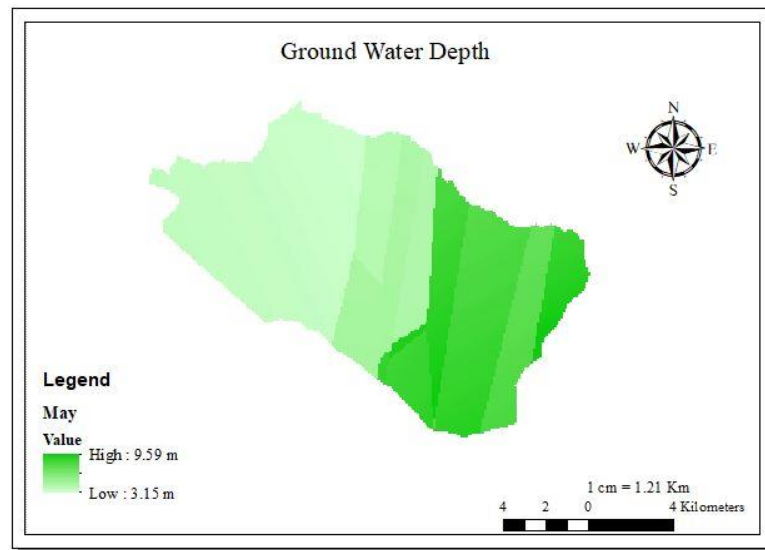 Ground Water Depth
N
W E
S
Legend
May
Value
High : 9.59 m
Low : 3.15 m
1 cm = 1.21 Km
4 2 0 4 Kilometers